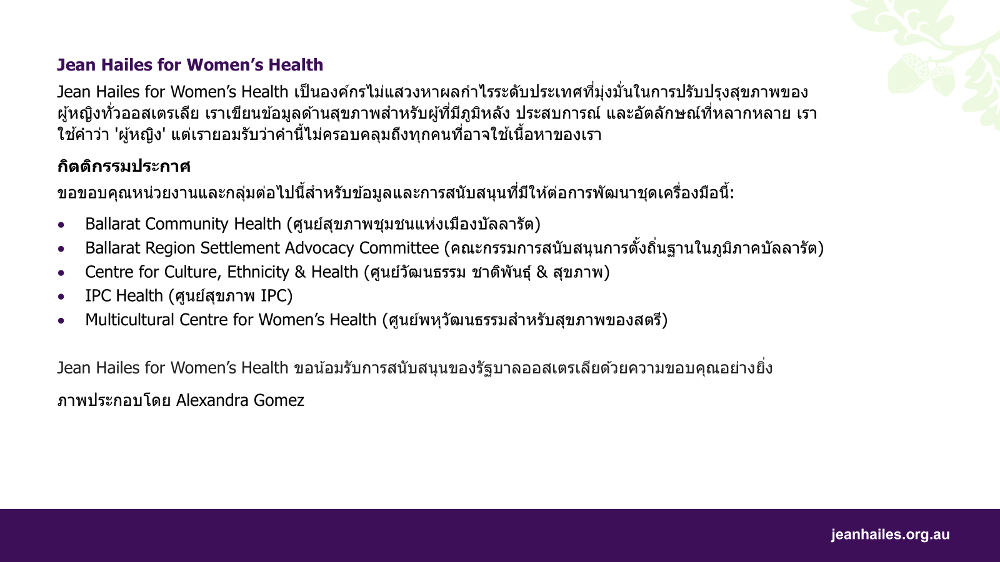 Jean Hailes for Women’s Health
Jean Hailes for Women’s Health เป็นองค์กรไม่แสวงหาผลกำไรระดับประเทศที่มุ่งมั่นในการปรับปรุงสุขภาพของ
ผู้หญิงทั่วออสเตรเลีย เราเขียนข้อมูลด้านสุขภาพสำหรับผู้ที่มีภูมิหลัง ประสบการณ์ และอัตลักษณ์ที่หลากหลาย เรา
ใช้คำว่า 'ผู้หญิง' แต่เรายอมรับว่าคำนี้ไม่ครอบคลุมถึงทุกคนที่อาจใช้เนื้อหาของเรา
กิตติกรรมประกาศ
ขอขอบคุณหน่วยงานและกลุ่มต่อไปนี้สำหรับข้อมูลและการสนับสนุนที่มีให้ต่อการพัฒนาชุดเครื่องมือนี้:
• Ballarat Community Health (ศูนย์สุขภาพชุมชนแห่งเมืองบัลลารัต)
• Ballarat Region Settlement Advocacy Committee (คณะกรรมการสนับสนุนการตั้งถิ่นฐานในภูมิภาคบัลลารัต)
• Centre for Culture, Ethnicity & Health (ศูนย์วัฒนธรรม ชาติพันธุ์ & สุขภาพ)
• IPC Health (ศูนย์สุขภาพ IPC)
• Multicultural Centre for Women’s Health (ศูนย์พหุวัฒนธรรมสำหรับสุขภาพของสตรี)
Jean Hailes for Women’s Health ขอน้อมรับการสนับสนุนของรัฐบาลออสเตรเลียด้วยความขอบคุณอย่างยิ่ง
ภาพประกอบโดย Alexandra Gomez
jeanhailes.org.au